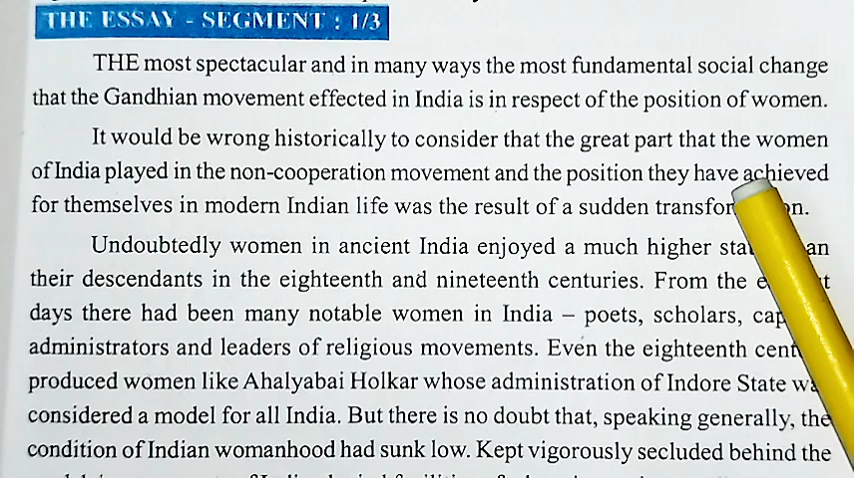 THE ESSAY - SEGMENT : 1/3
THE most spectacular and in many ways the most fundamental social change
that the Gandhian movement effected in India is in respect of the position of women.
It would be wrong historically to consider that the great part that the women
of India played in the non-cooperation movement and the position they have achieved
for themselves in modern Indian life was the result of a sudden
Undoubtedly women in ancient India enjoyed a much higher
their descendants in the eighteenth and nineteenth centuries. From the
days there had been many notable women in India – poets, scholars,
administrators and leaders of religious movements. Even the eighteenth
produced women like Ahalyabai Holkar whose administration of Indore State
considered a model for all India. But there is no doubt that, speaking generally, the
condition of Indian womanhood had sunk low. Kept vigorously secluded behind the